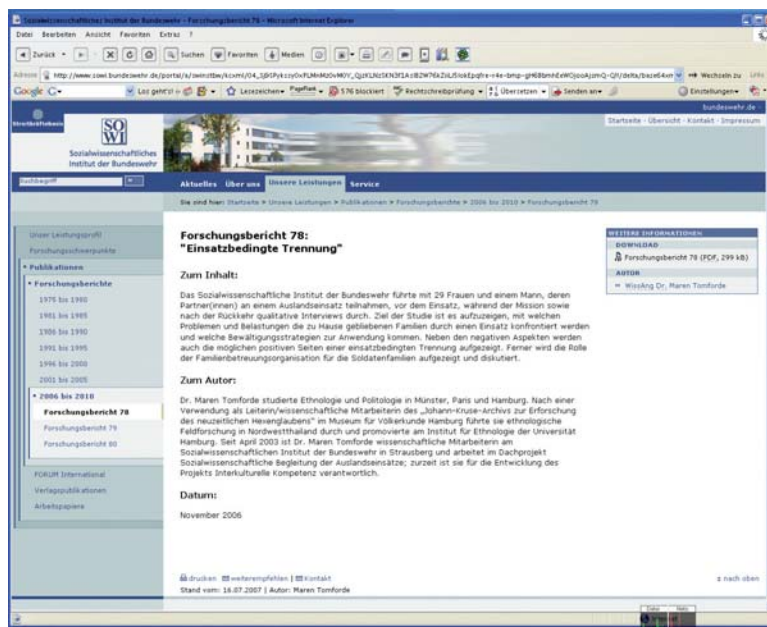 Sozialwissenschaftliches Institut der Bundeswehr - Forschungsbericht 78 - Microsoft Internet Explorer
Datei Bearbeiten Ansicht Favoriten Extras ?
Zurück Suchen Favoriten Medien
Adresse Wechseln zu Links
Google Los geht's! Lesezeichen PageRank 576 blockiert Rechtschreibprüfung Übersetzen Senden an Einstellungen
bundeswehr.de
Streitkräftebasis
SO
WI
Sozialwissenschaftliches
Institut der Bundeswehr
Startseite - Übersicht - Kontakt - Impressum
Suchbegriff
Aktuelles Über uns Unsere Leistungen Service
Sie sind hier: Startseite > Unsere Leistungen > Publikationen > Forschungsberichte > 2006 bis 2010 > Forschungsbericht 78
Unser Leistungsprofil
Forschungsschwerpunkte
Publikationen
Forschungsberichte
1975 bis 1980
1981 bis 1985
1986 bis 1990
1991 bis 1995
1996 bis 2000
2001 bis 2005
2006 bis 2010
Forschungsbericht 78
Forschungsbericht 79
Forschungsbericht 80
FORUM International
Verlagspublikationen
Arbeitspapiere
Forschungsbericht 78:
"Einsatzbedingte Trennung"
Zum Inhalt:
Das Sozialwissenschaftliche Institut der Bundeswehr führte mit 29 Frauen und einem Mann, deren
Partner(innen) an einem Auslandseinsatz teilnahmen, vor dem Einsatz, während der Mission sowie
nach der Rückkehr qualitative Interviews durch. Ziel der Studie ist es aufzuzeigen, mit welchen
Problemen und Belastungen die zu Hause gebliebenen Familien durch einen Einsatz konfrontiert werden
und welche Bewältigungsstrategien zur Anwendung kommen. Neben den negativen Aspekten werden
auch die möglichen positiven Seiten einer einsatzbedingten Trennung aufgezeigt. Ferner wird die Rolle
der Familienbetreuungsorganisation für die Soldatenfamilien aufgezeigt und diskutiert.
Zum Autor:
Dr. Maren Tomforde studierte Ethnologie und Politologie in Münster, Paris und Hamburg. Nach einer
Verwendung als Leiterin/wissenschaftliche Mitarbeiterin des „Johann-Kruse-Archivs zur Erforschung
des neuzeitlichen Hexenglaubens" im Museum für Völkerkunde Hamburg führte sie ethnologische
Feldforschung in Nordwestthailand durch und promovierte am Institut für Ethnologie der Universität
Hamburg. Seit April 2003 ist Dr. Maren Tomforde wissenschaftliche Mitarbeiterin am
Sozialwissenschaftlichen Institut der Bundeswehr in Strausberg und arbeitet im Dachprojekt
Sozialwissenschaftliche Begleitung der Auslandseinsätze; zurzeit ist sie für die Entwicklung des
Projekts Interkulturelle Kompetenz verantwortlich.
Datum:
November 2006
WEITERE INFORMATIONEN
DOWNLOAD
Forschungsbericht 78 (PDF, 299 kB)
AUTOR
WissAng Dr. Maren Tomforde
drucken weiterempfehlen | Kontakt
nach oben
Stand vom: 16.07.2007 | Autor: Maren Tomforde
Internet